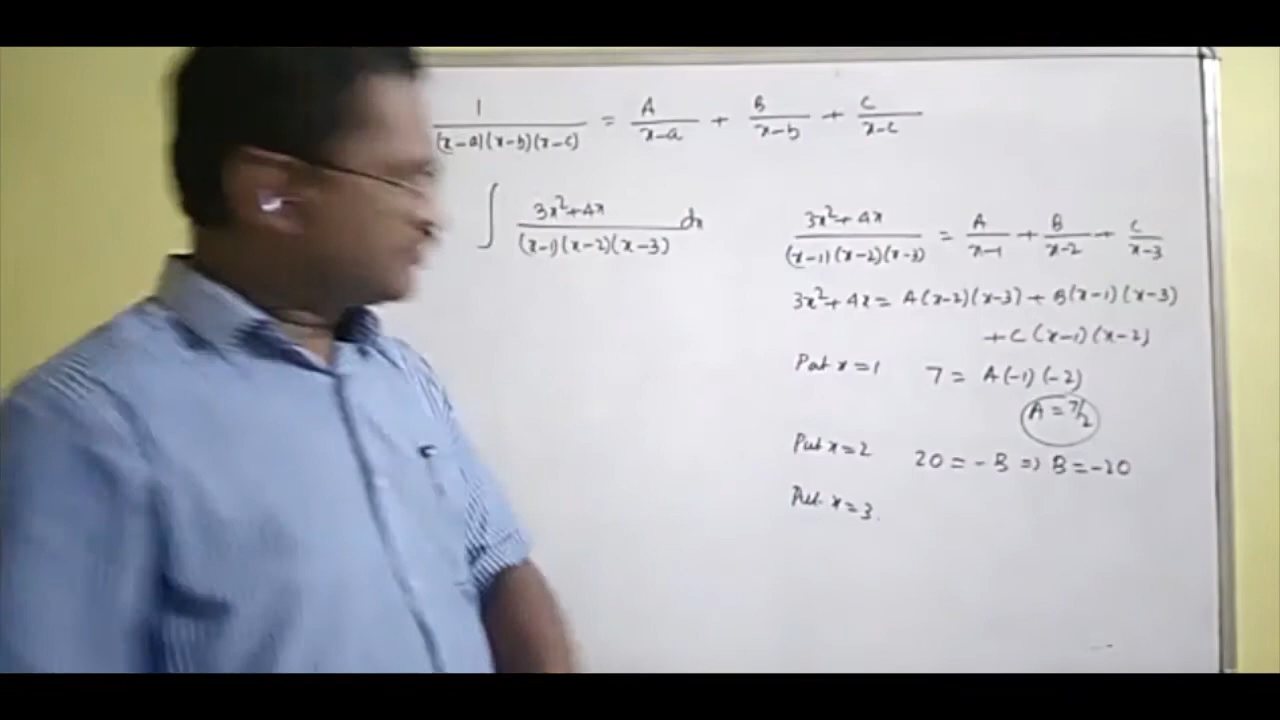 1/((x-a)(x-b)(x-c)) = A/(x-a) + B/(x-b) + C/(x-c)
∫ (3x²+4x)/((x-1)(x-2)(x-3)) dx
(3x²+4x)/((x-1)(x-2)(x-3)) = A/(x-1) + B/(x-2) + C/(x-3)
3x²+4x = A(x-2)(x-3) + B(x-1)(x-3)
+ C(x-1)(x-2)
Put x=1 7 = A(-1)(-2)
A = 7/2
Put x=2 20 = -B ⇒ B = -20
Put x=3.